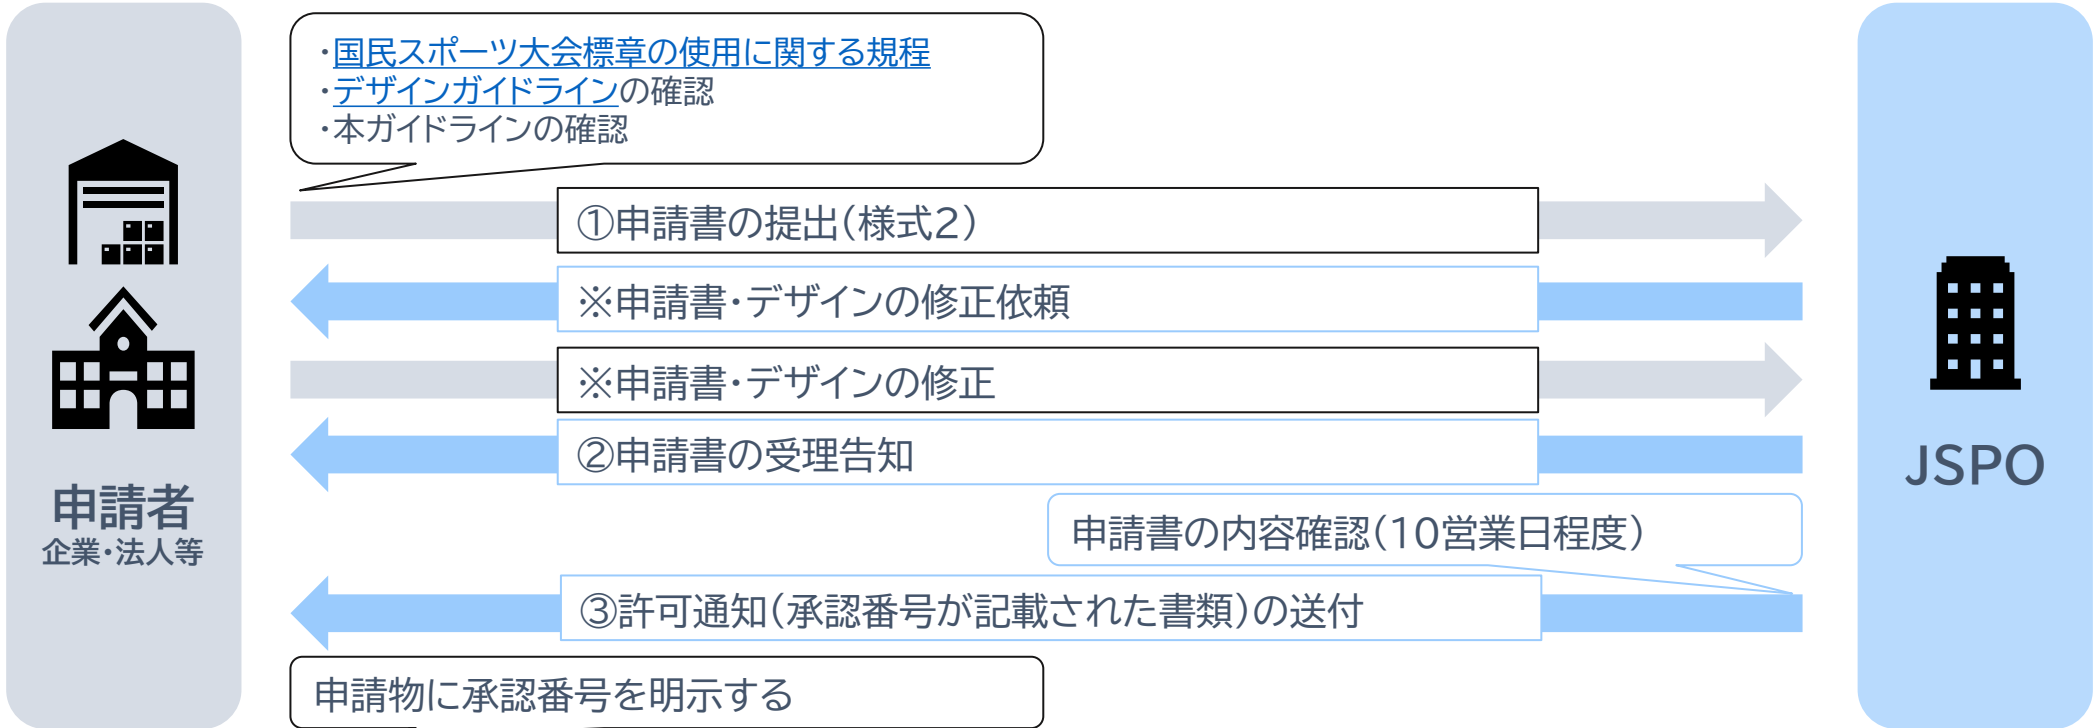 ・国民スポーツ大会標章の使用に関する規程
・デザインガイドラインの確認
・本ガイドラインの確認
①申請書の提出(様式2)
※申請書・デザインの修正依頼
※申請書・デザインの修正
②申請書の受理告知
申請書の内容確認(10営業日程度)
③許可通知(承認番号が記載された書類)の送付
申請物に承認番号を明示する
申請者
企業・法人等
JSPO